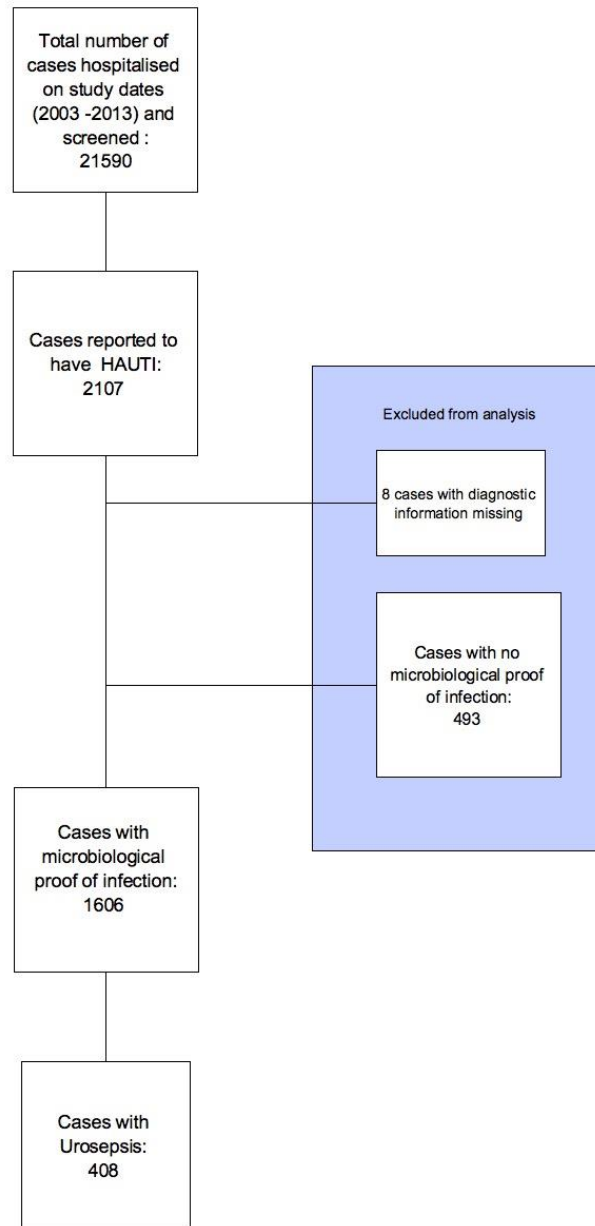 Total number of
cases hospitalised
on study dates
(2003 -2013) and
screened :
21590
Cases reported to
have HAUTI:
2107
Excluded from analysis
8 cases with diagnostic
information missing
Cases with no
microbiological proof
of infection:
493
Cases with
microbiological
proof of infection:
1606
Cases with
Urosepsis:
408